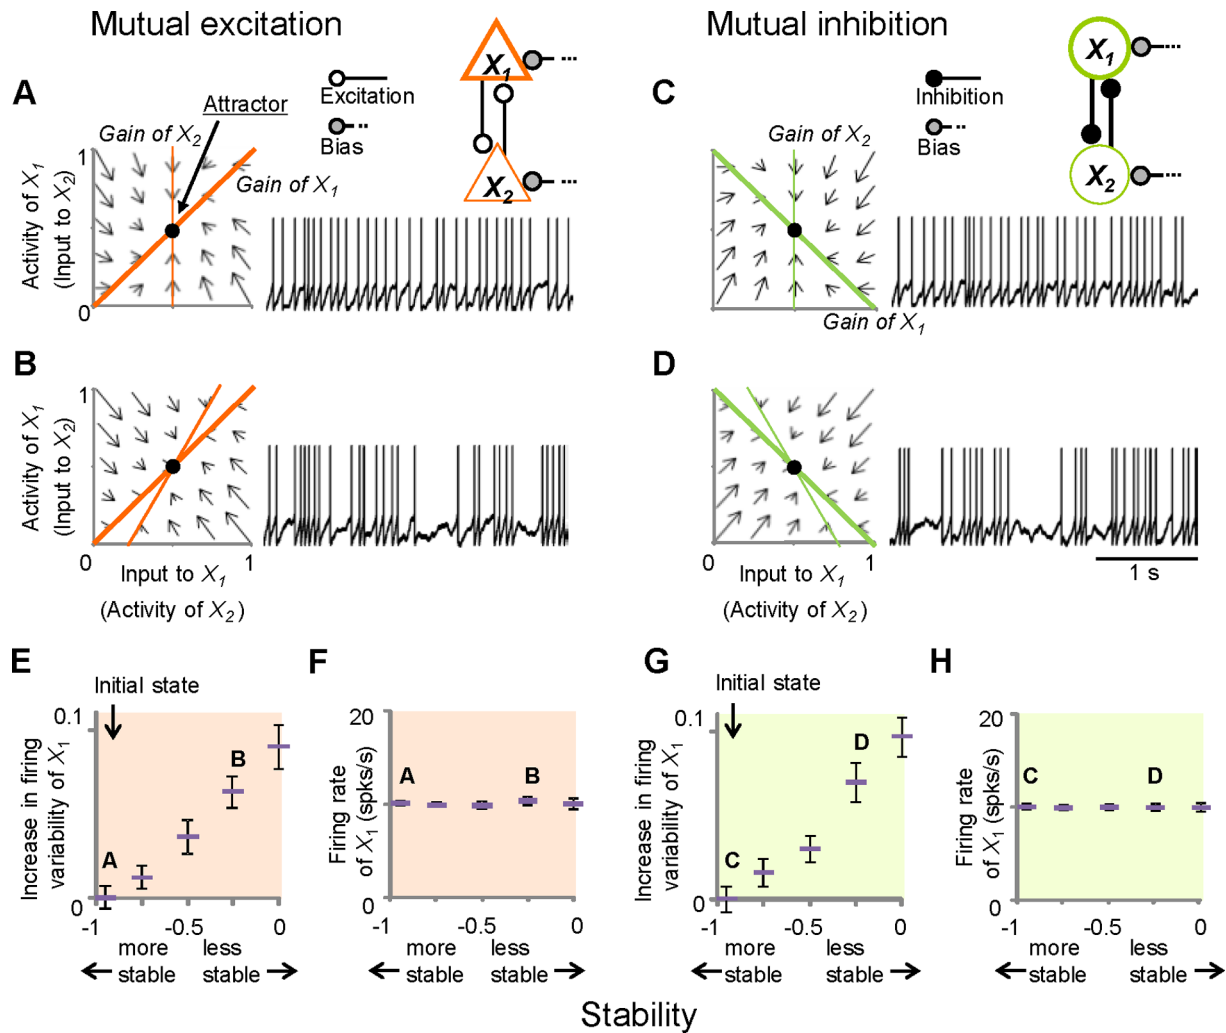 Mutual excitation
Mutual inhibition
A
Attractor
Excitation
Bias
X1
X2
Gain of X2
Gain of X1
Activity of X1
(Input to X2)
1
0
C
Inhibition
Bias
X1
X2
Gain of X2
Gain of X1
B
Activity of X1
(Input to X2)
1
0
1
Input to X1
(Activity of X2)
D
0
1
Input to X1
(Activity of X2)
1 s
E
Initial state
Increase in firing
variability of X1
0.1
0
A
B
-1
-0.5
0
more
stable
less
stable
F
Firing rate
of X1 (spks/s)
20
0
A
B
-1
-0.5
0
more
stable
less
stable
G
Initial state
Increase in firing
variability of X1
0.1
0
C
D
-1
-0.5
0
more
stable
less
stable
H
Firing rate
of X1 (spks/s)
20
0
C
D
-1
-0.5
0
more
stable
less
stable
Stability